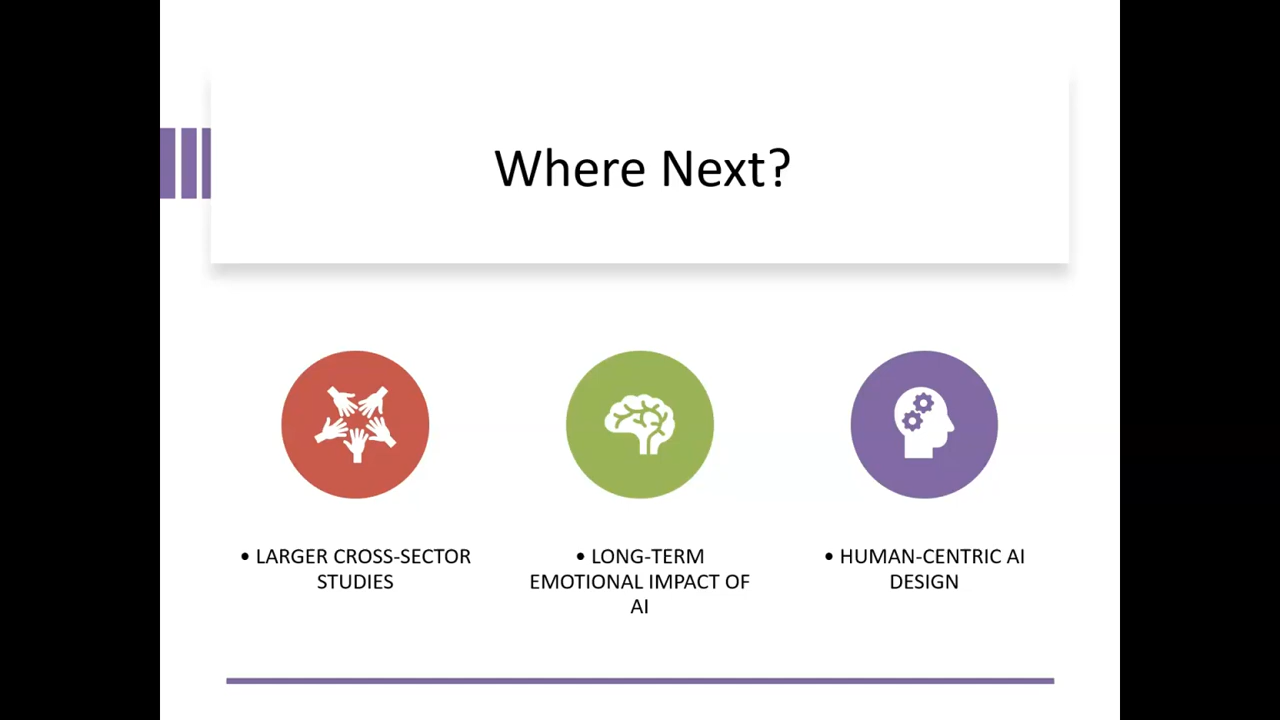 Where Next?
• LARGER CROSS-SECTOR
STUDIES
• LONG-TERM
EMOTIONAL IMPACT OF
AI
• HUMAN-CENTRIC AI
DESIGN